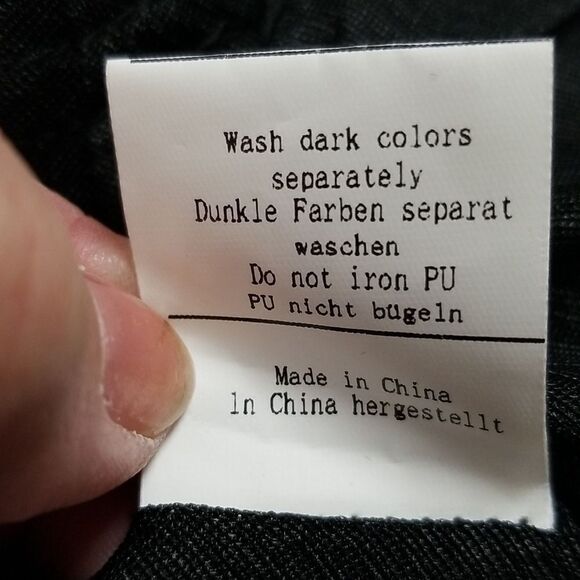 Wash dark colors
separately
Dunkle Farben separat
waschen
Do not iron PU
PU nicht bügeln
Made in China
In China hergestellt